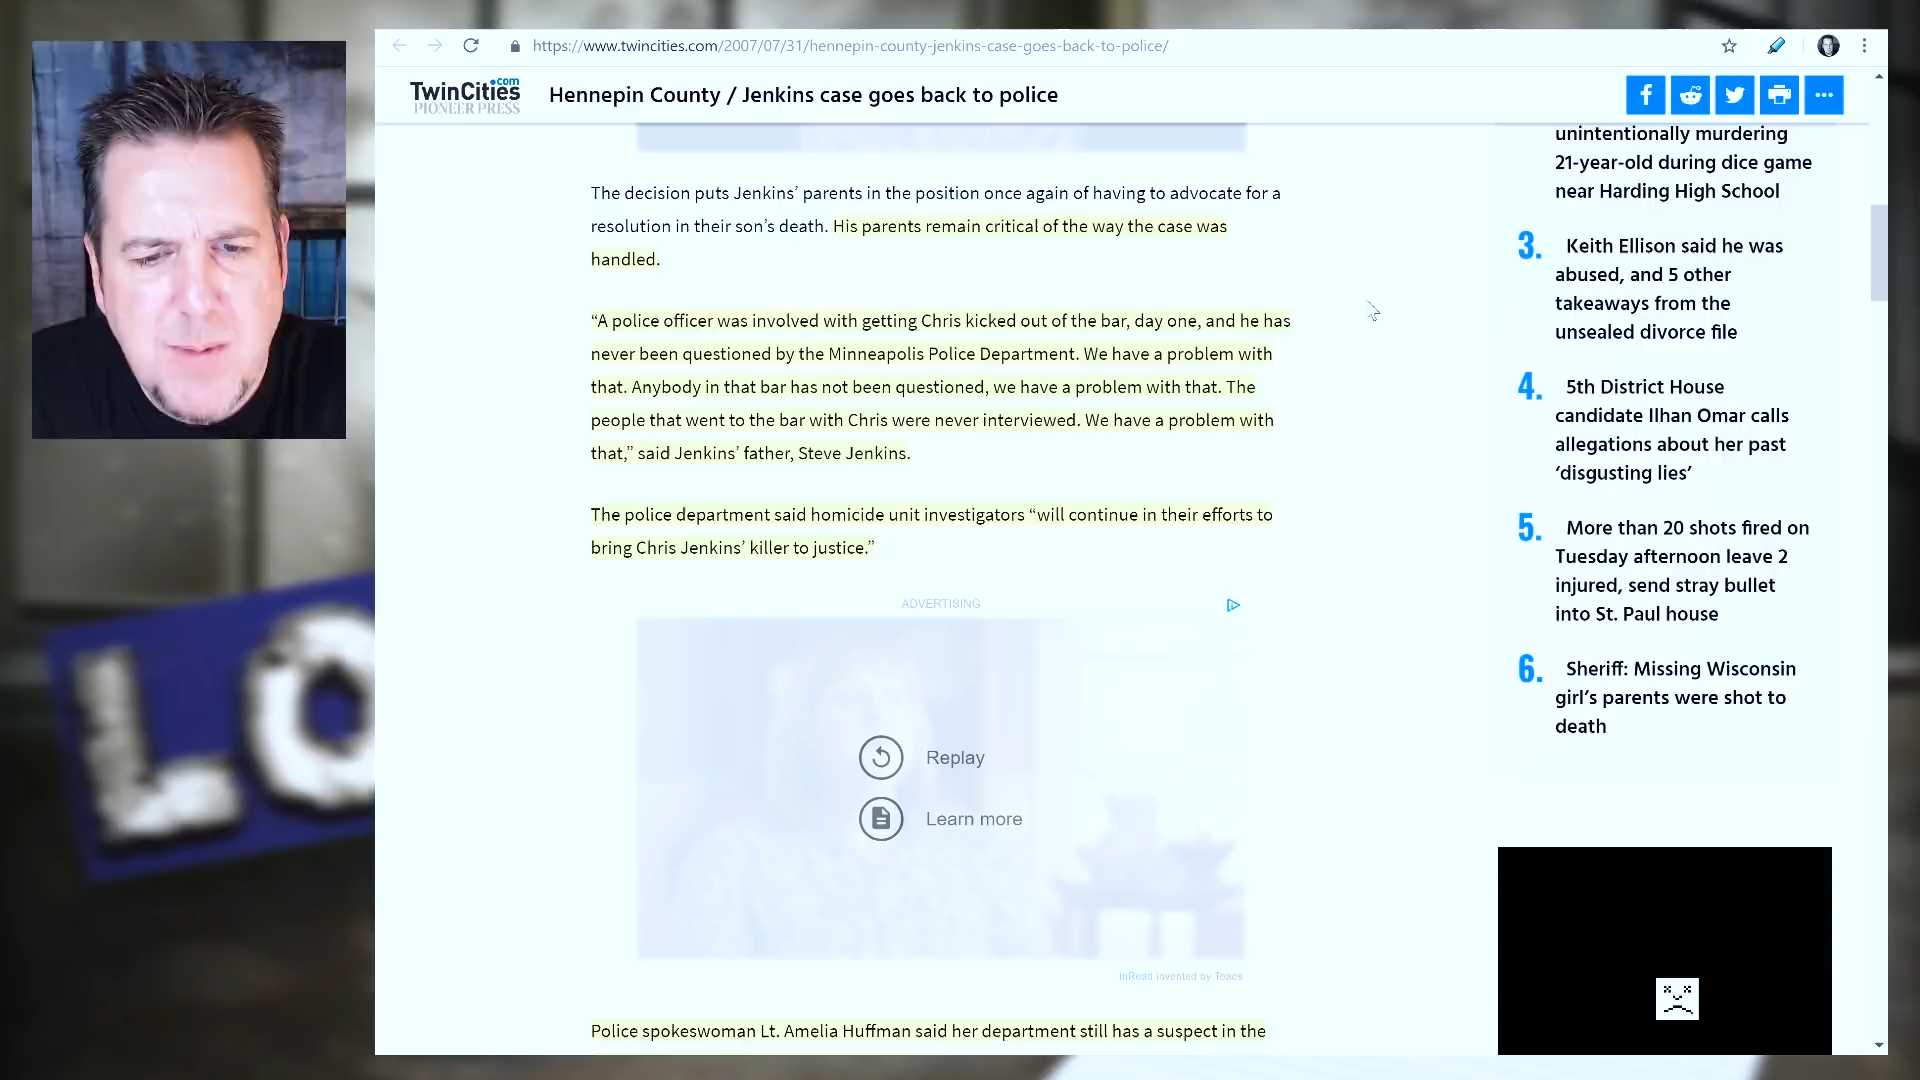 https://www.twincities.com/2007/07/31/hennepin-county-jenkins-case-goes-back-to-police/
TwinCities.com
PIONEER PRESS
Hennepin County / Jenkins case goes back to police
The decision puts Jenkins’ parents in the position once again of having to advocate for a
resolution in their son’s death. His parents remain critical of the way the case was
handled.
“A police officer was involved with getting Chris kicked out of the bar, day one, and he has
never been questioned by the Minneapolis Police Department. We have a problem with
that. Anybody in that bar has not been questioned, we have a problem with that. The
people that went to the bar with Chris were never interviewed. We have a problem with
that,” said Jenkins’ father, Steve Jenkins.
The police department said homicide unit investigators “will continue in their efforts to
bring Chris Jenkins’ killer to justice.”
ADVERTISING
Replay
Learn more
inRead invented by Teads
Police spokeswoman Lt. Amelia Huffman said her department still has a suspect in the
unintentionally murdering
21-year-old during dice game
near Harding High School
3. Keith Ellison said he was
abused, and 5 other
takeaways from the
unsealed divorce file
4. 5th District House
candidate Ilhan Omar calls
allegations about her past
‘disgusting lies’
5. More than 20 shots fired on
Tuesday afternoon leave 2
injured, send stray bullet
into St. Paul house
6. Sheriff: Missing Wisconsin
girl’s parents were shot to
death
LO